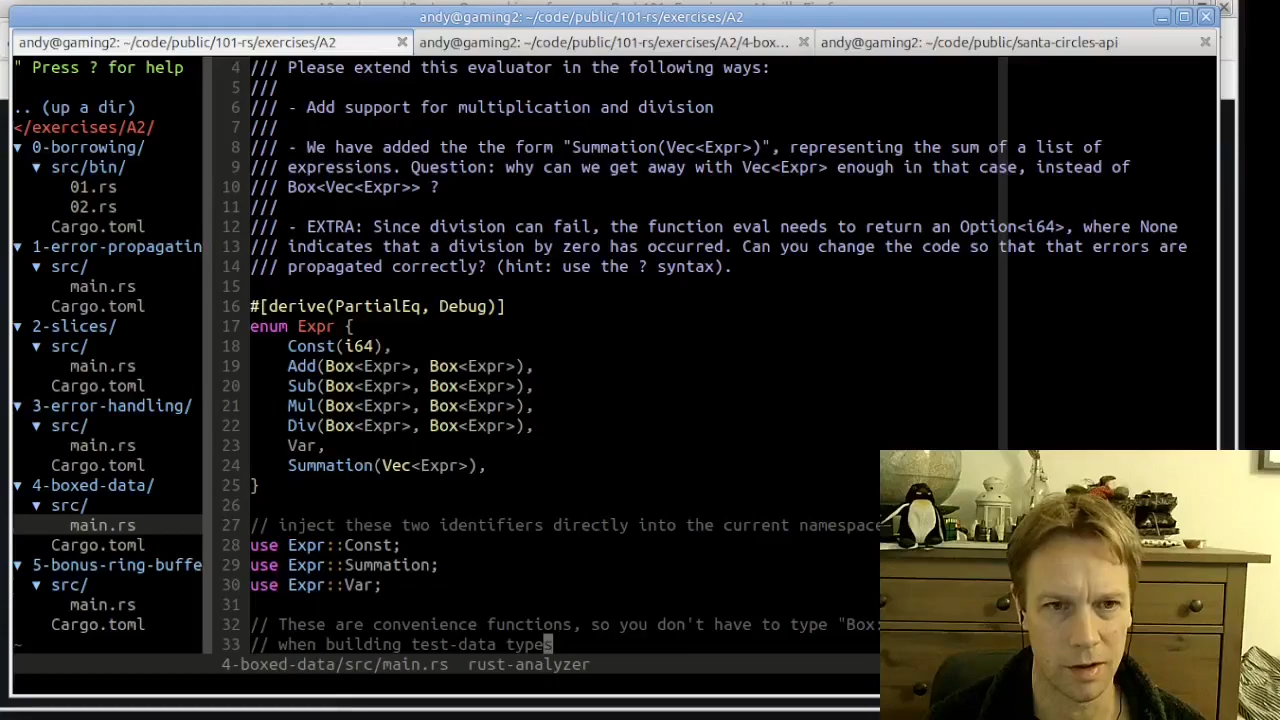 andy@gaming2: ~/code/public/101-rs/exercises/A2
andy@gaming2: ~/code/public/101-rs/exercises/A2
andy@gaming2: ~/code/public/101-rs/exercises/A2/4-box...
andy@gaming2: ~/code/public/santa-circles-api
" Press ? for help
.. (up a dir)
</exercises/A2/
▼ 0-borrowing/
▼ src/bin/
01.rs
02.rs
Cargo.toml
▼ 1-error-propagatin
▼ src/
main.rs
Cargo.toml
▼ 2-slices/
▼ src/
main.rs
Cargo.toml
▼ 3-error-handling/
▼ src/
main.rs
Cargo.toml
▼ 4-boxed-data/
▼ src/
main.rs
Cargo.toml
▼ 5-bonus-ring-buffe
▼ src/
main.rs
Cargo.toml
~
4 /// Please extend this evaluator in the following ways:
5 ///
6 /// - Add support for multiplication and division
7 ///
8 /// - We have added the the form "Summation(Vec<Expr>)", representing the sum of a list of
9 /// expressions. Question: why can we get away with Vec<Expr> enough in that case, instead of
10 /// Box<Vec<Expr>> ?
11 ///
12 /// - EXTRA: Since division can fail, the function eval needs to return an Option<i64>, where None
13 /// indicates that a division by zero has occurred. Can you change the code so that that errors are
14 /// propagated correctly? (hint: use the ? syntax).
15
16 #[derive(PartialEq, Debug)]
17 enum Expr {
18 Const(i64),
19 Add(Box<Expr>, Box<Expr>),
20 Sub(Box<Expr>, Box<Expr>),
21 Mul(Box<Expr>, Box<Expr>),
22 Div(Box<Expr>, Box<Expr>),
23 Var,
24 Summation(Vec<Expr>),
25 }
26
27 // inject these two identifiers directly into the current namespace
28 use Expr::Const;
29 use Expr::Summation;
30 use Expr::Var;
31
32 // These are convenience functions, so you don't have to type "Box:
33 // when building test-data types
4-boxed-data/src/main.rs rust-analyzer